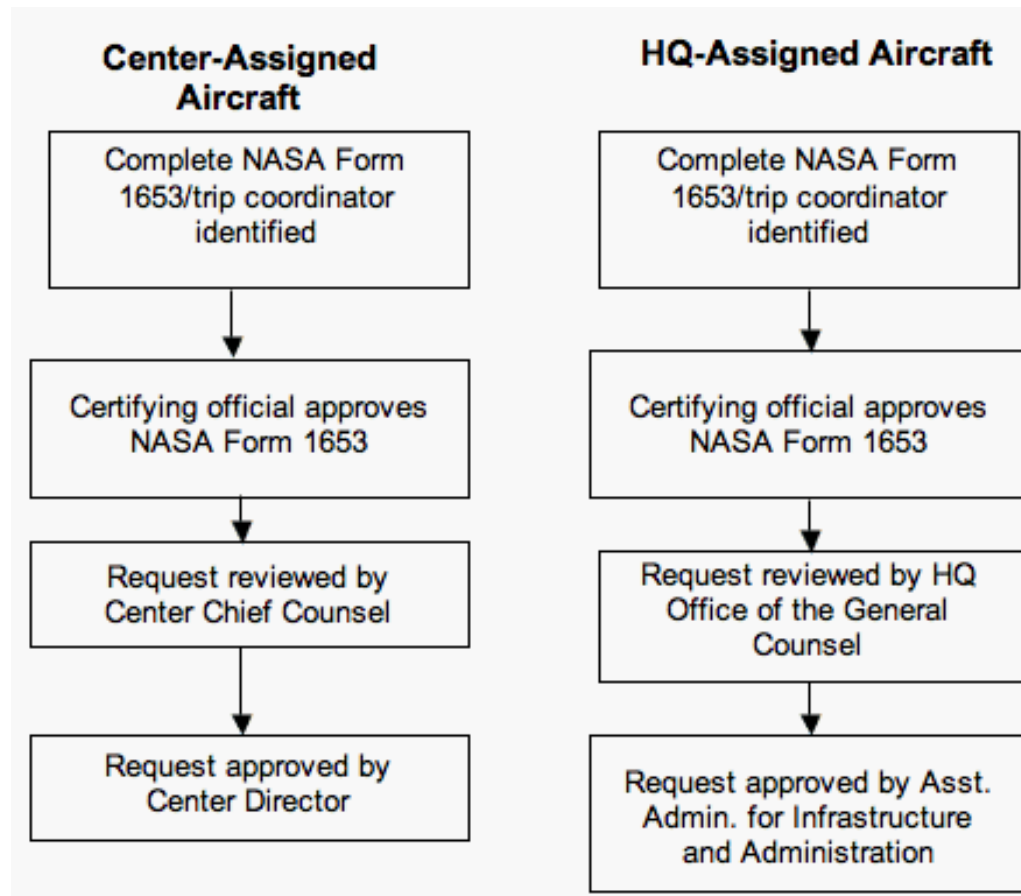 Center-Assigned
Aircraft
Complete NASA Form
1653/trip coordinator
identified
Certifying official approves
NASA Form 1653
Request reviewed by
Center Chief Counsel
Request approved by
Center Director
HQ-Assigned Aircraft
Complete NASA Form
1653/trip coordinator
identified
Certifying official approves
NASA Form 1653
Request reviewed by HQ
Office of the General
Counsel
Request approved by Asst.
Admin. for Infrastructure
and Administration